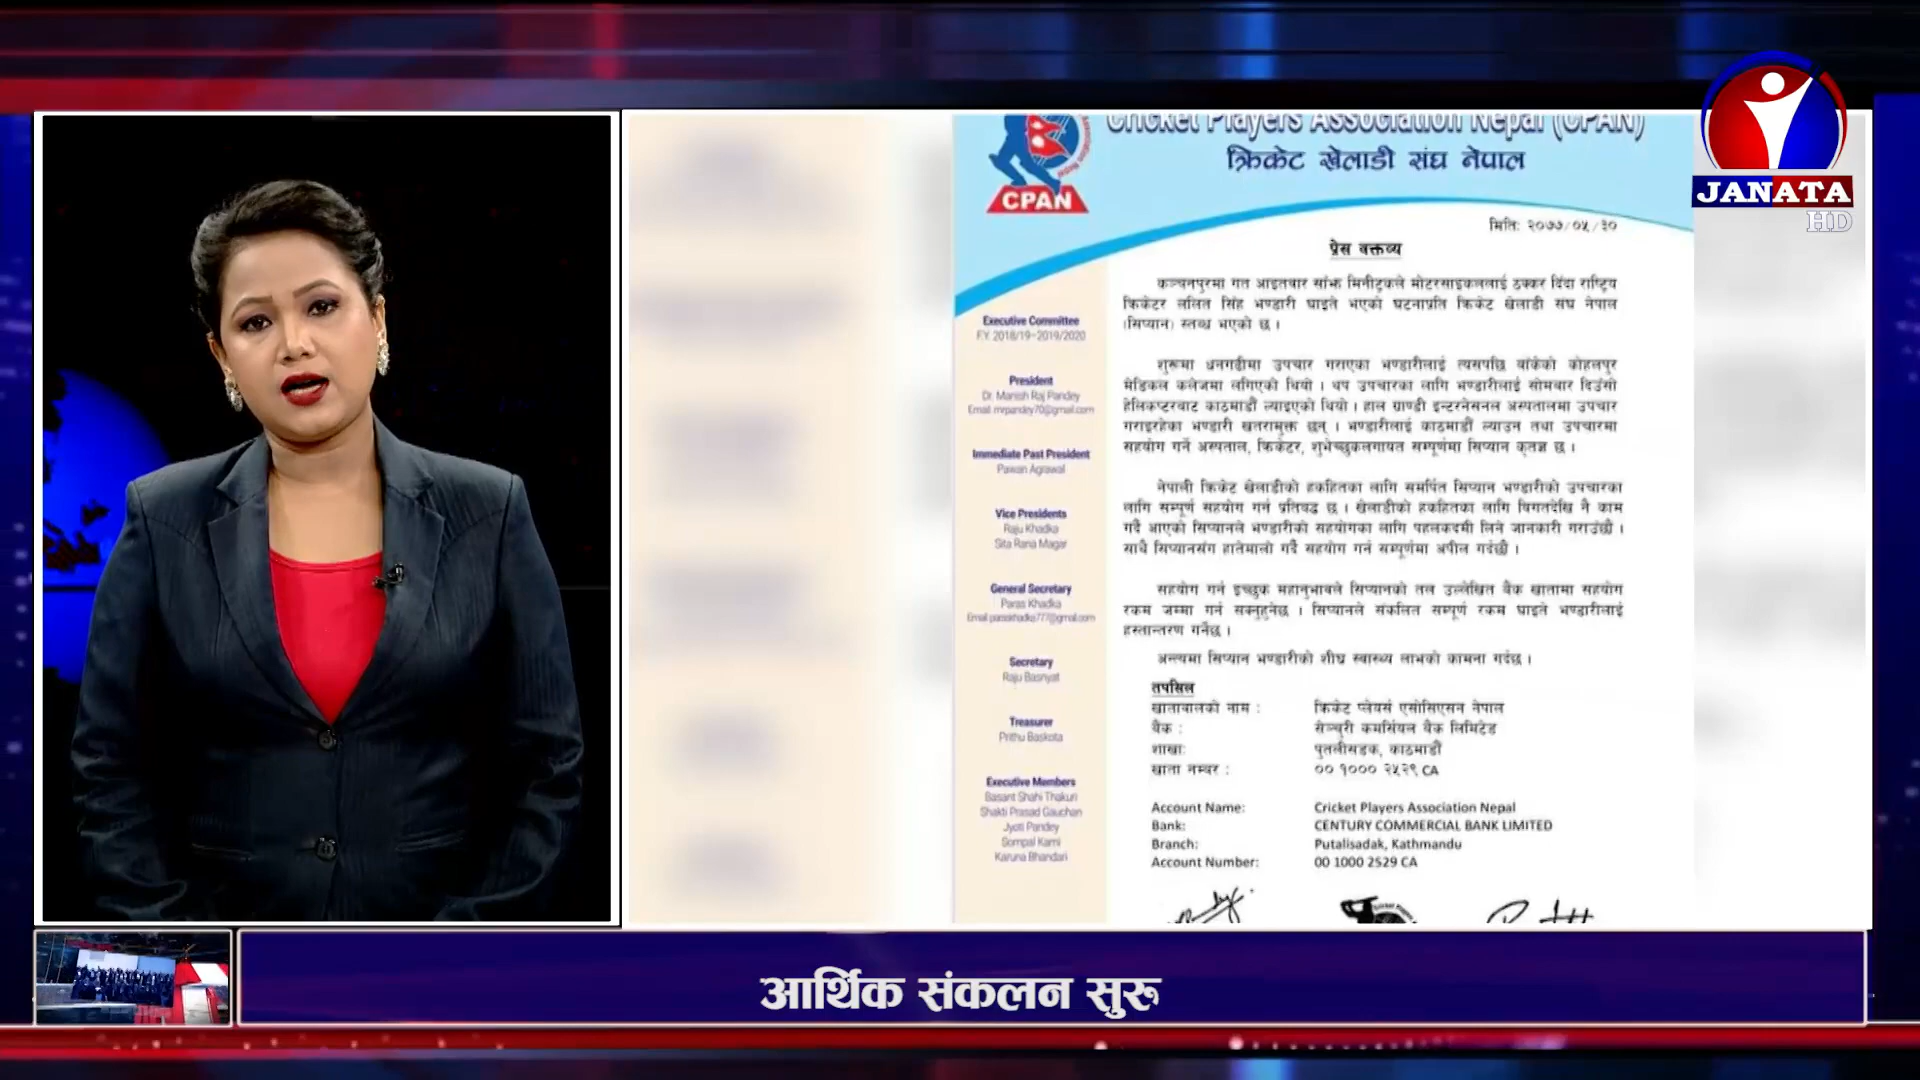 Cricket Players Association Nepal (CPAN)
क्रिकेट खेलाडी संघ नेपाल
CPAN
JANATA
HD
मिति: २०७७/०५/३०
प्रेस वक्तव्य
कञ्चनपुरमा गत आइतबार साँझ मिनीट्रकले मोटरसाइकललाई ठक्कर दिंदा राष्ट्रिय
क्रिकेटर ललित सिंह भण्डारी घाइते भएको घटनाप्रति क्रिकेट खेलाडी संघ नेपाल
(सिप्यान) स्तब्ध भएको छ ।
शुरूमा धनगढीमा उपचार गराएका भण्डारीलाई त्यसपछि बाँकेको कोहलपुर
मेडिकल कलेजमा लगिएको थियो । थप उपचारका लागि भण्डारीलाई सोमबार दिउँसो
हेलिकप्टरबाट काठमाडौं ल्याइएको थियो । हाल ग्राण्डी इन्टरनेसनल अस्पतालमा उपचार
गराइरहेका भण्डारी खतरामुक्त छन् । भण्डारीलाई काठमाडौं ल्याउन तथा उपचारमा
सहयोग गर्ने अस्पताल, क्रिकेटर, शुभेच्छुकलगायत सम्पूर्णमा सिप्यान कृतज्ञ छ ।
नेपाली क्रिकेट खेलाडीको हकहितका लागि समर्पित सिप्यान भण्डारीको उपचारका
लागि सम्पूर्ण सहयोग गर्न प्रतिबद्ध छ । खेलाडीको हकहितका लागि विगतदेखि नै काम
गर्दै आएको सिप्यानले भण्डारीको सहयोगका लागि पहलकदमी लिने जानकारी गराउँछौं ।
साथै सिप्यानसंग हातेमालो गर्दै सहयोग गर्न सम्पूर्णमा अपील गर्दछौं ।
सहयोग गर्न इच्छुक महानुभावले सिप्यानको तल उल्लेखित बैंक खातामा सहयोग
रकम जम्मा गर्न सक्नुहुनेछ । सिप्यानले संकलित सम्पूर्ण रकम घाइते भण्डारीलाई
हस्तान्तरण गर्नेछ ।
अन्त्यमा सिप्यान भण्डारीको शीघ्र स्वास्थ्य लाभको कामना गर्दछ ।
तपसिल
खातावालको नाम : क्रिकेट प्लेयर्स एसोसिएसन नेपाल
बैंक : सेञ्चुरी कमर्सियल बैंक लिमिटेड
शाखा: पुतलीसडक, काठमाडौं
खाता नम्बर : ०० १००० २५२९ CA
Account Name: Cricket Players Association Nepal
Bank: CENTURY COMMERCIAL BANK LIMITED
Branch: Putalisadak, Kathmandu
Account Number: 00 1000 2529 CA
Executive Committee
F.Y. 2018/19-2019/2020
President
Dr. Manish Raj Pandey
Email: mrpandey70@gmail.com
Immediate Past President
Pawan Agrawal
Vice Presidents
Raju Khadka
Sita Rana Magar
General Secretary
Paras Khadka
Email: paraskhadka777@gmail.com
Secretary
Raju Basnyat
Treasurer
Prithu Baskota
Executive Members
Basant Shahi Thakuri
Shakti Prasad Gauchan
Jyoti Pandey
Sompal Kami
Karuna Bhandari
आर्थिक संकलन सुरु